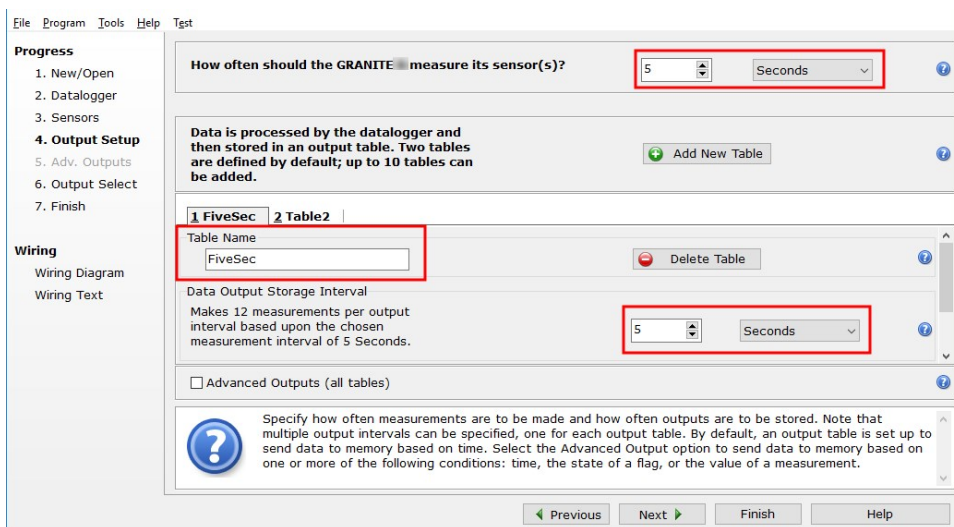 File Program Tools Help Test
Progress
1. New/Open
2. Datalogger
3. Sensors
4. Output Setup
5. Adv. Outputs
6. Output Select
7. Finish
Wiring
Wiring Diagram
Wiring Text
How often should the GRANITE measure its sensor(s)?
5 Seconds
Data is processed by the datalogger and
then stored in an output table. Two tables
are defined by default; up to 10 tables can
be added.
Add New Table
1 FiveSec 2 Table2
Table Name
FiveSec
Delete Table
Data Output Storage Interval
Makes 12 measurements per output
interval based upon the chosen
measurement interval of 5 Seconds.
5 Seconds
Advanced Outputs (all tables)
Specify how often measurements are to be made and how often outputs are to be stored. Note that
multiple output intervals can be specified, one for each output table. By default, an output table is set up to
send data to memory based on time. Select the Advanced Output option to send data to memory based on
one or more of the following conditions: time, the state of a flag, or the value of a measurement.
Previous Next Finish Help